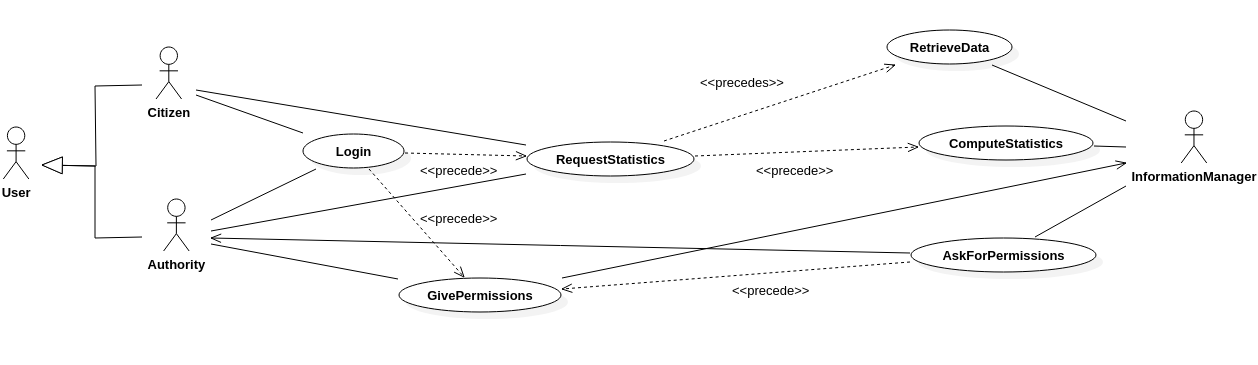 RetrieveData
<<precedes>>
Citizen
Login
RequestStatistics
ComputeStatistics
<<precede>>
<<precede>>
InformationManager
User
<<precede>>
Authority
AskForPermissions
GivePermissions
<<precede>>